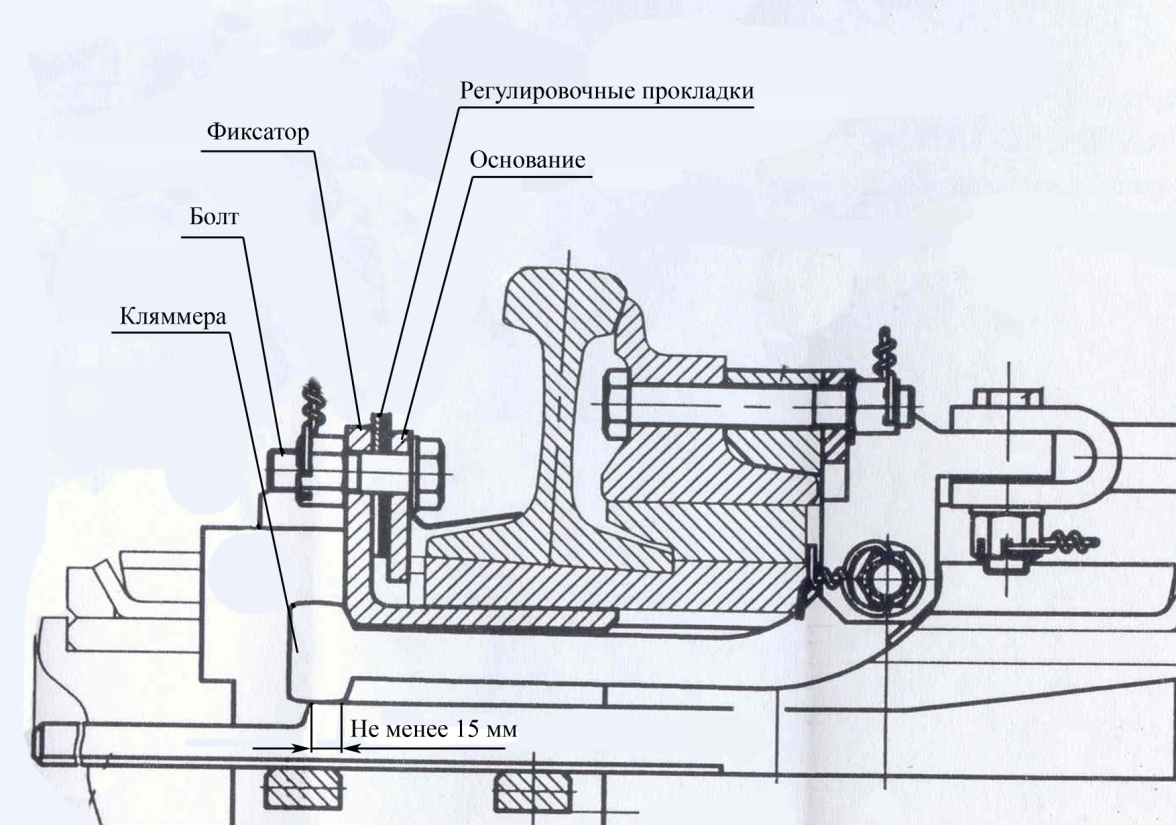 Регулировочные прокладки
Фиксатор
Основание
Болт
Кляммера
Не менее 15 мм